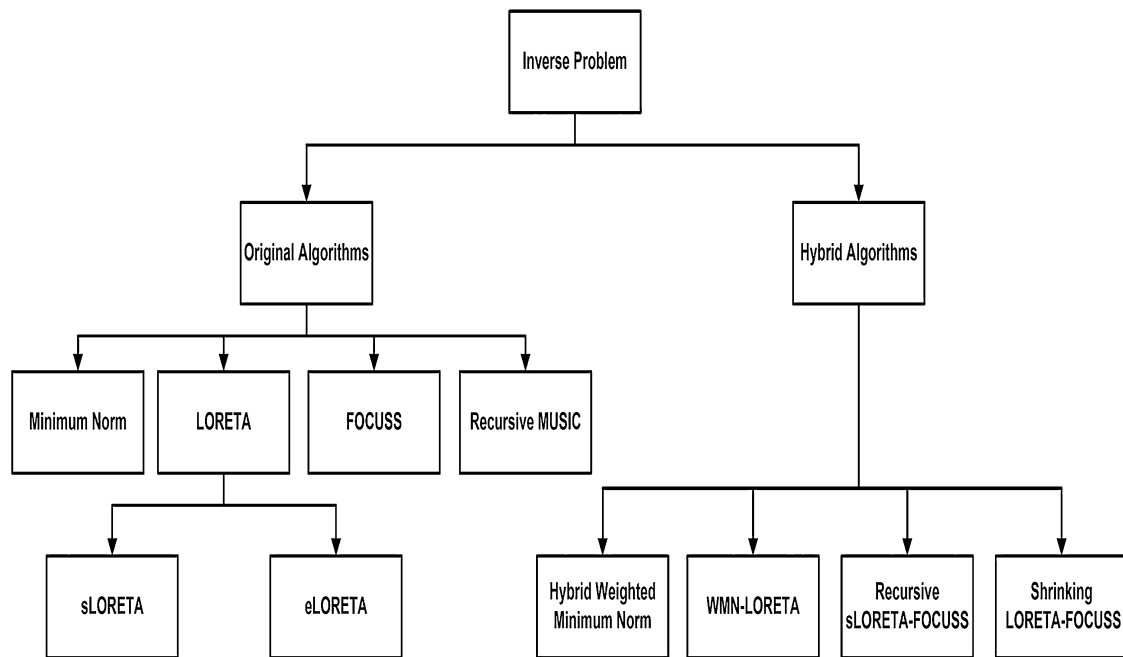 Inverse Problem
Original Algorithms
Hybrid Algorithms
Minimum Norm
LORETA
FOCUSS
Recursive MUSIC
sLORETA
eLORETA
Hybrid Weighted
Minimum Norm
WMN-LORETA
Recursive
sLORETA-FOCUSS
Shrinking
LORETA-FOCUSS